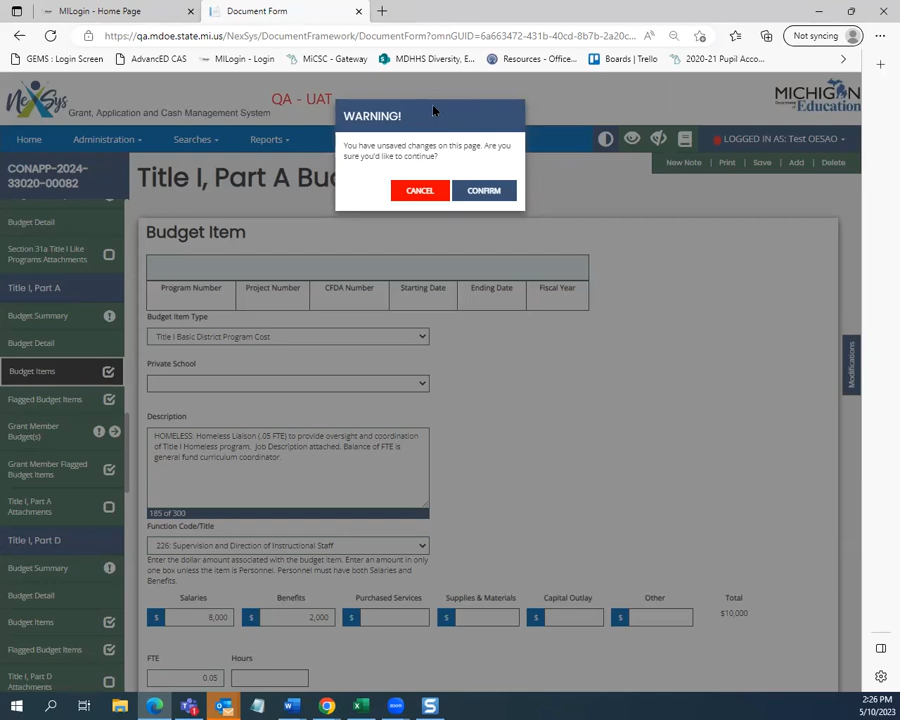 MILogin - Home Page
Document Form
https://qa.mdoe.state.mi.us/NexSys/DocumentFramework/DocumentForm?omnGUID=6a663472-431b-40cd-8b7b-2a20c...
Not syncing
GEMS : Login Screen
AdvancED CAS
MILogin - Login
MiCSC - Gateway
MDHHS Diversity, E...
Resources - Office...
Boards | Trello
2020-21 Pupil Acco...
NexSys
Grant, Application and Cash Management System
QA - UAT
MICHIGAN
Education
Home
Administration
Searches
Reports
LOGGED IN AS: Test OESAO
New Note
Print
Save
Add
Delete
WARNING!
You have unsaved changes on this page. Are you
sure you'd like to continue?
CANCEL
CONFIRM
CONAPP-2024-
33020-00082
Budget Detail
Section 31a Title I Like
Programs Attachments
Title I, Part A
Budget Summary
Budget Detail
Budget Items
Flagged Budget Items
Grant Member
Budget(s)
Grant Member Flagged
Budget Items
Title I, Part A
Attachments
Title I, Part D
Budget Summary
Budget Detail
Budget Items
Flagged Budget Items
Title I, Part D
Attachments
Title I, Part A Bu
Budget Item
Program Number
Project Number
CFDA Number
Starting Date
Ending Date
Fiscal Year
Budget Item Type
Title I Basic District Program Cost
Private School
Description
HOMELESS: Homeless Liaison (.05 FTE) to provide oversight and coordination
of Title I Homeless program. Job Description attached. Balance of FTE is
general fund curriculum coordinator.
185 of 300
Function Code/Title
226: Supervision and Direction of Instructional Staff
Enter the dollar amount associated with the budget item. Enter an amount in only
one box unless the item is Personnel. Personnel must have both Salaries and
Benefits.
Salaries
Benefits
Purchased Services
Supplies & Materials
Capital Outlay
Other
Total
$ 8,000
$ 2,000
$
$
$
$
$10,000
FTE
Hours
0.05
Modifications
2:26 PM
5/10/2023